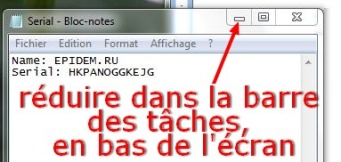 Serial - Bloc-notes
Fichier Edition Format Affichage ?
Name: EPIDEM.RU
Serial: HKPANOGGKEJG
réduire dans la barre
des tâches,
en bas de l'écran